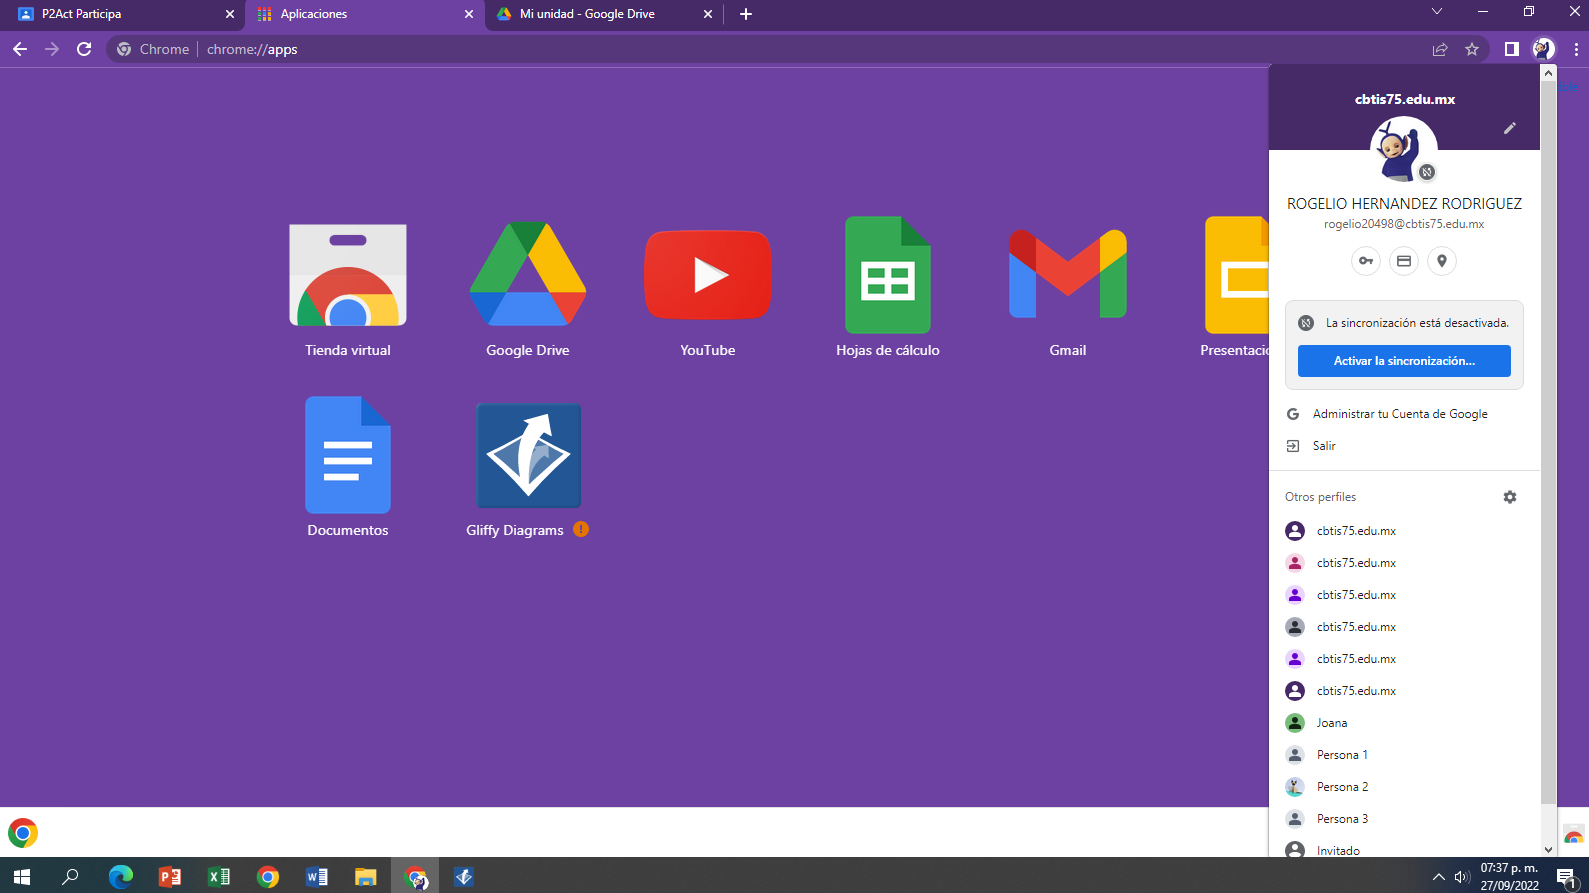 P2Act Participa
Aplicaciones
Mi unidad - Google Drive
Chrome
chrome://apps
cbtis75.edu.mx
ROGELIO HERNANDEZ RODRIGUEZ
rogelio20498@cbtis75.edu.mx
La sincronización está desactivada.
Activar la sincronización...
Administrar tu Cuenta de Google
Salir
Otros perfiles
cbtis75.edu.mx
cbtis75.edu.mx
cbtis75.edu.mx
cbtis75.edu.mx
cbtis75.edu.mx
cbtis75.edu.mx
Joana
Persona 1
Persona 2
Persona 3
Invitado
Tienda virtual
Google Drive
YouTube
Hojas de cálculo
Gmail
Presentacio
Documentos
Gliffy Diagrams
07:37 p. m.
27/09/2022
1